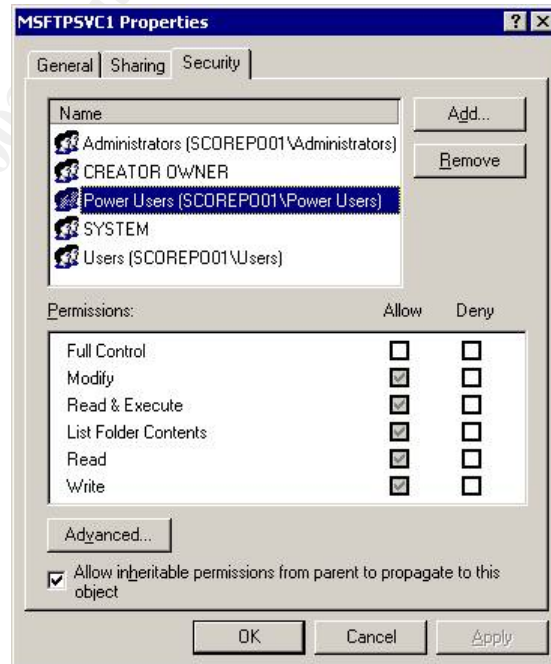 MSFTPSVC1 Properties
General Sharing Security
Name
Add...
Administrators (SCOREPO01\Administrators)
Remove
CREATOR OWNER
Power Users (SCOREPO01\Power Users)
SYSTEM
Users (SCOREPO01\Users)
Permissions: Allow Deny
Full Control
Modify
Read & Execute
List Folder Contents
Read
Write
Advanced...
Allow inheritable permissions from parent to propagate to this
object
OK Cancel Apply